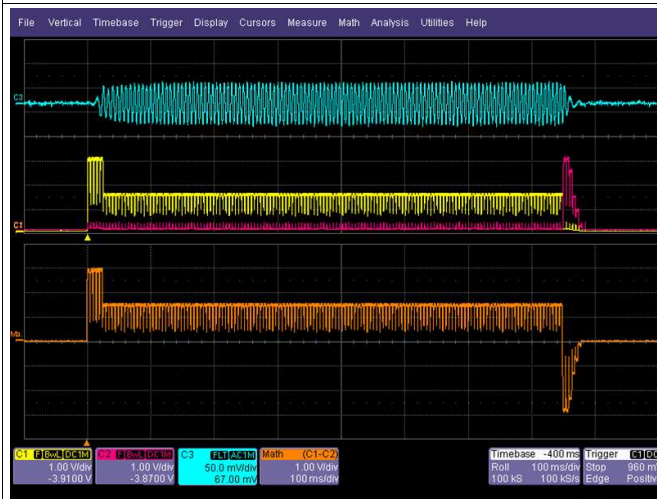 File Vertical Timebase Trigger Display Cursors Measure Math Analysis Utilities Help
C3
C1
Ma
C1 F BwL DC1M
1.00 V/div
-3.9100 V
C2 F BwL DC1M
1.00 V/div
-3.8700 V
C3 FLT AC1M
50.0 mV/div
67.00 mV
Math (C1-C2)
1.00 V/div
100 ms/div
Timebase -400 ms
Roll 100 ms/div
100 kS 100 kS/s
Trigger C1 DC
Stop 960 m
Edge Positiv